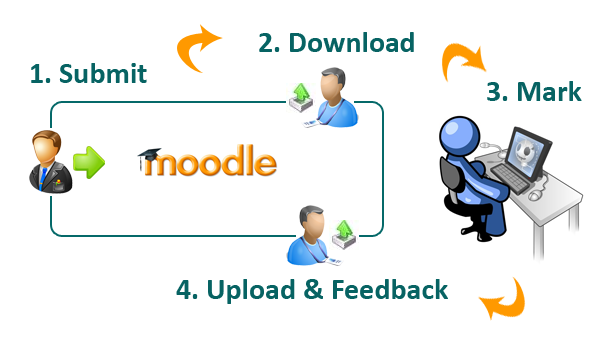 1. Submit
2. Download
3. Mark
moodle
4. Upload & Feedback